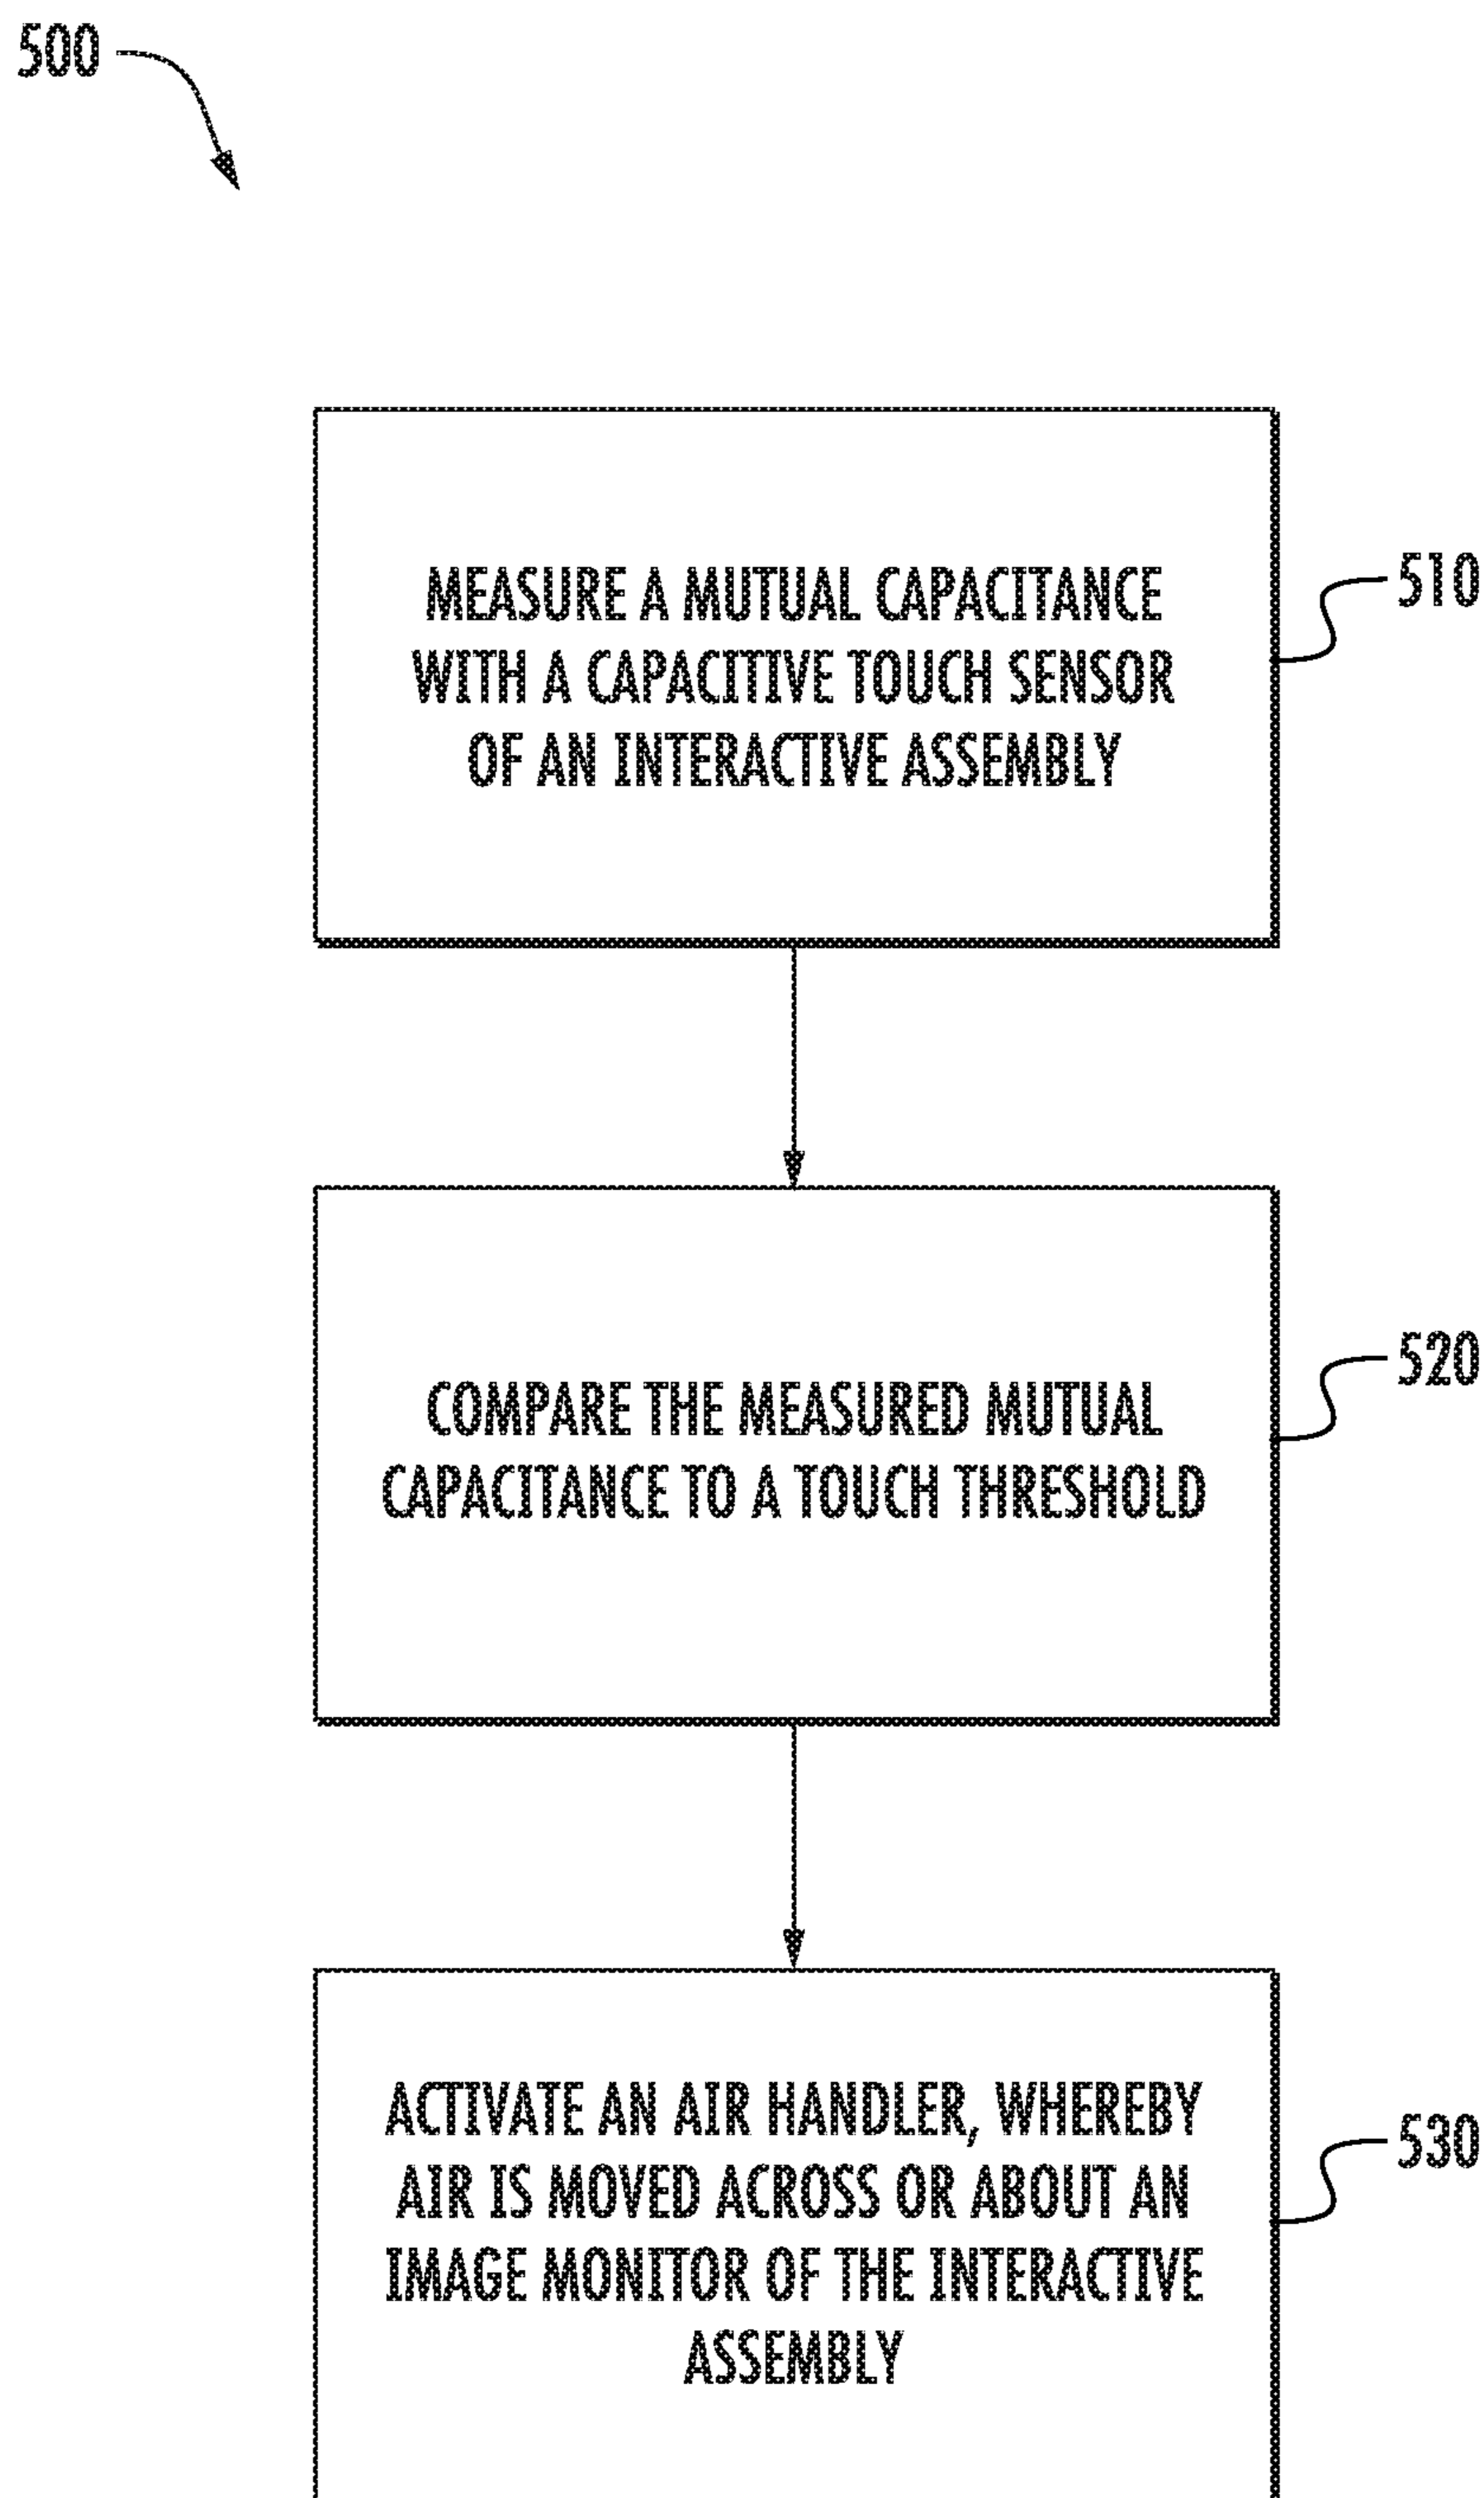 500
MEASURE A MUTUAL CAPACITANCE
WITH A CAPACITIVE TOUCH SENSOR
OF AN INTERACTIVE ASSEMBLY
510
COMPARE THE MEASURED MUTUAL
CAPACITANCE TO A TOUCH THRESHOLD
520
ACTIVATE AN AIR HANDLER, WHEREBY
AIR IS MOVED ACROSS OR ABOUT AN
IMAGE MONITOR OF THE INTERACTIVE
ASSEMBLY
530